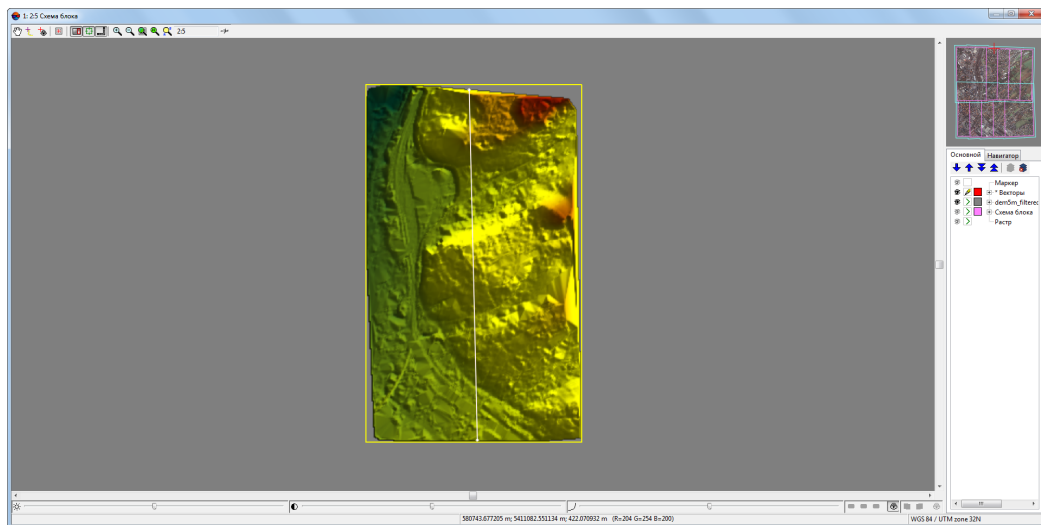 1: 2:5 Схема блока
2:5
Основной
Навигатор
Маркер
* Векторы
dem5m_filterec
Схема блока
Растр
580743.677205 m; 5411082.551134 m; 422.070932 m (R=204 G=254 B=200)
WGS 84 / UTM zone 32N